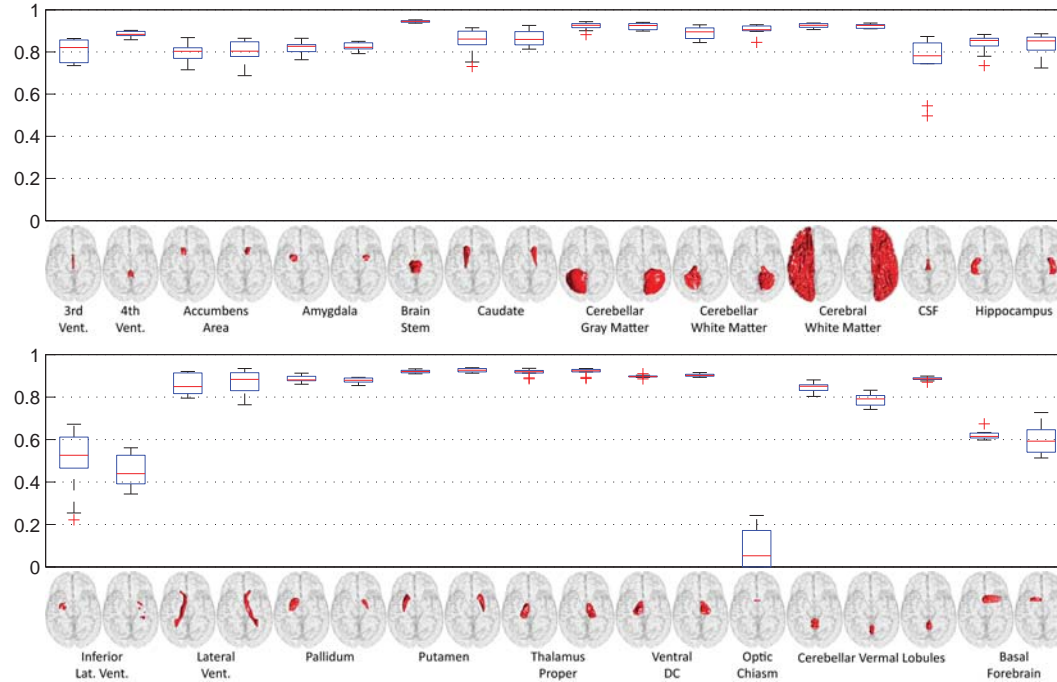 1
0.8
0.6
0.4
0.2
0
3rd Vent.
4th Vent.
Accumbens Area
Amygdala
Brain Stem
Caudate
Cerebellar Gray Matter
Cerebellar White Matter
Cerebral White Matter
CSF
Hippocampus
1
0.8
0.6
0.4
0.2
0
Inferior Lat. Vent.
Lateral Vent.
Pallidum
Putamen
Thalamus Proper
Ventral DC
Optic Chiasm
Cerebellar Vermal Lobules
Basal Forebrain